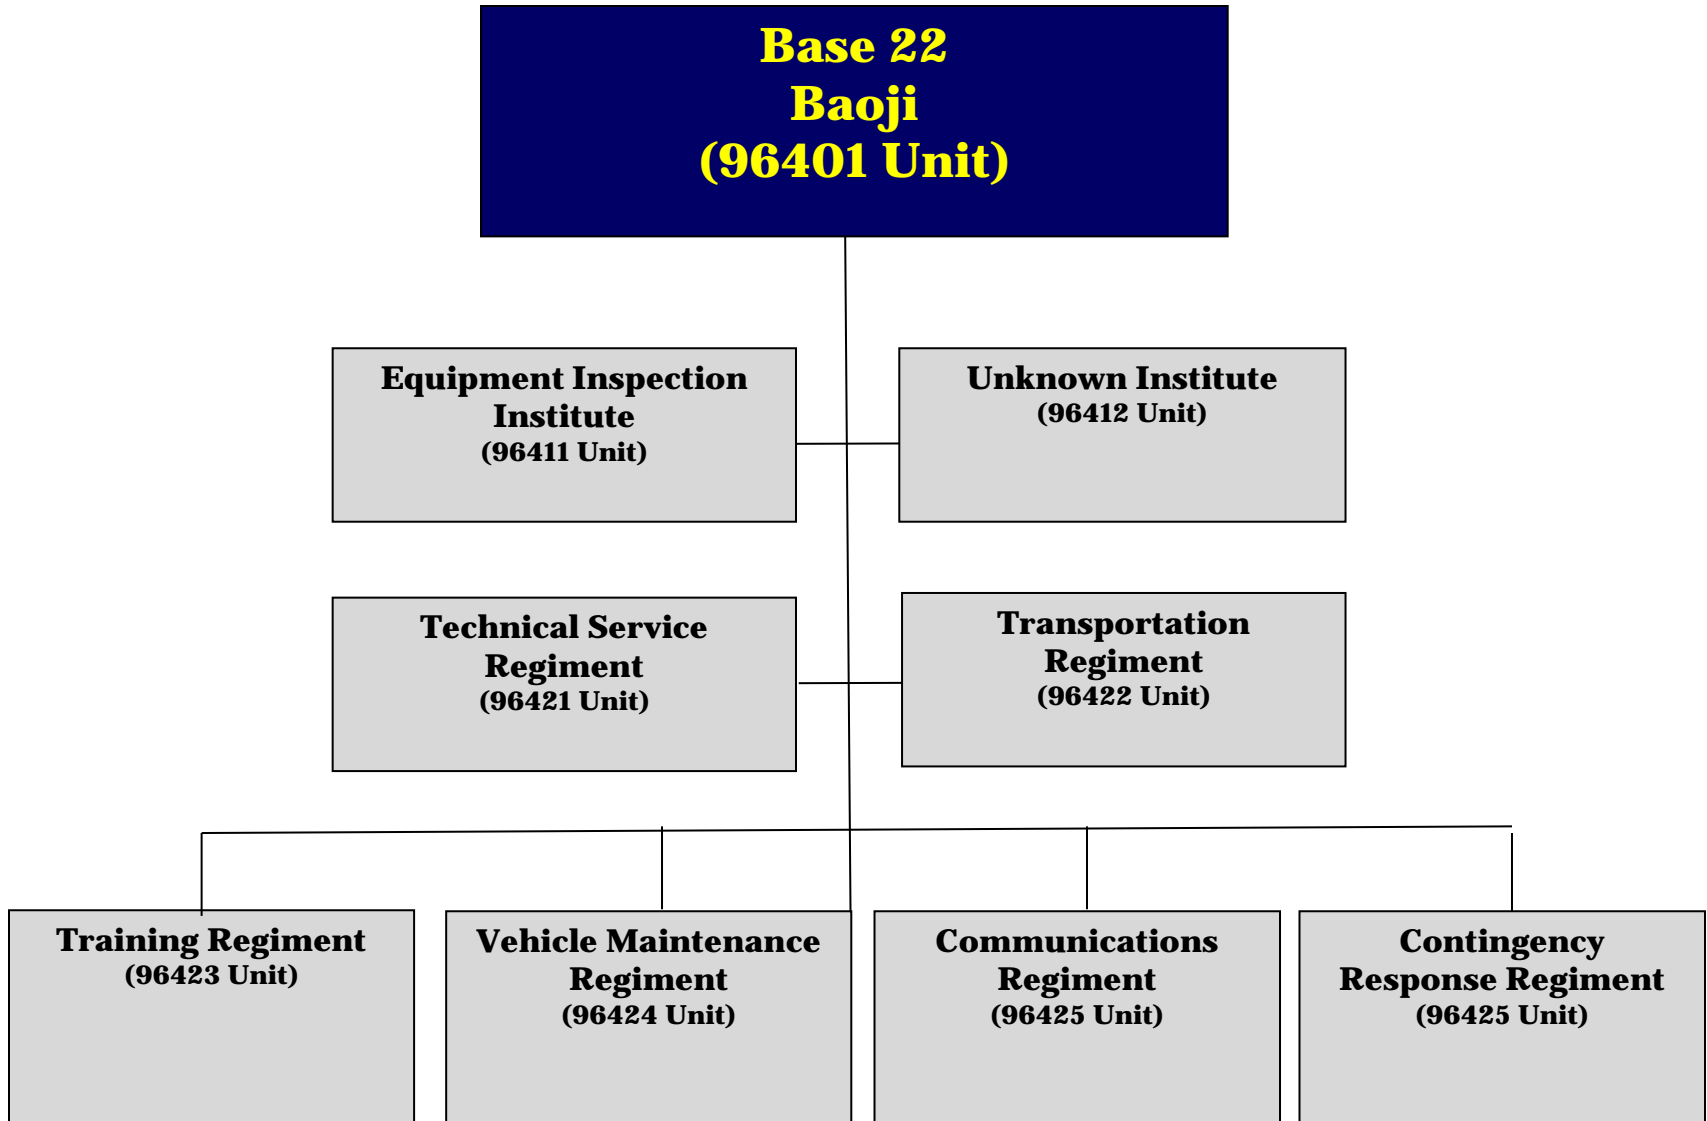 Base 22
Baoji
(96401 Unit)
Equipment Inspection
Institute
(96411 Unit)
Unknown Institute
(96412 Unit)
Technical Service
Regiment
(96421 Unit)
Transportation
Regiment
(96422 Unit)
Training Regiment
(96423 Unit)
Vehicle Maintenance
Regiment
(96424 Unit)
Communications
Regiment
(96425 Unit)
Contingency
Response Regiment
(96425 Unit)